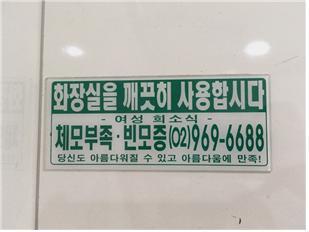 화장실을 깨끗히 사용합시다
- 여성 희소식 -
체모부족·빈모증(02)969-6688
당신도 아름다워질 수 있고 아름다움에 만족!